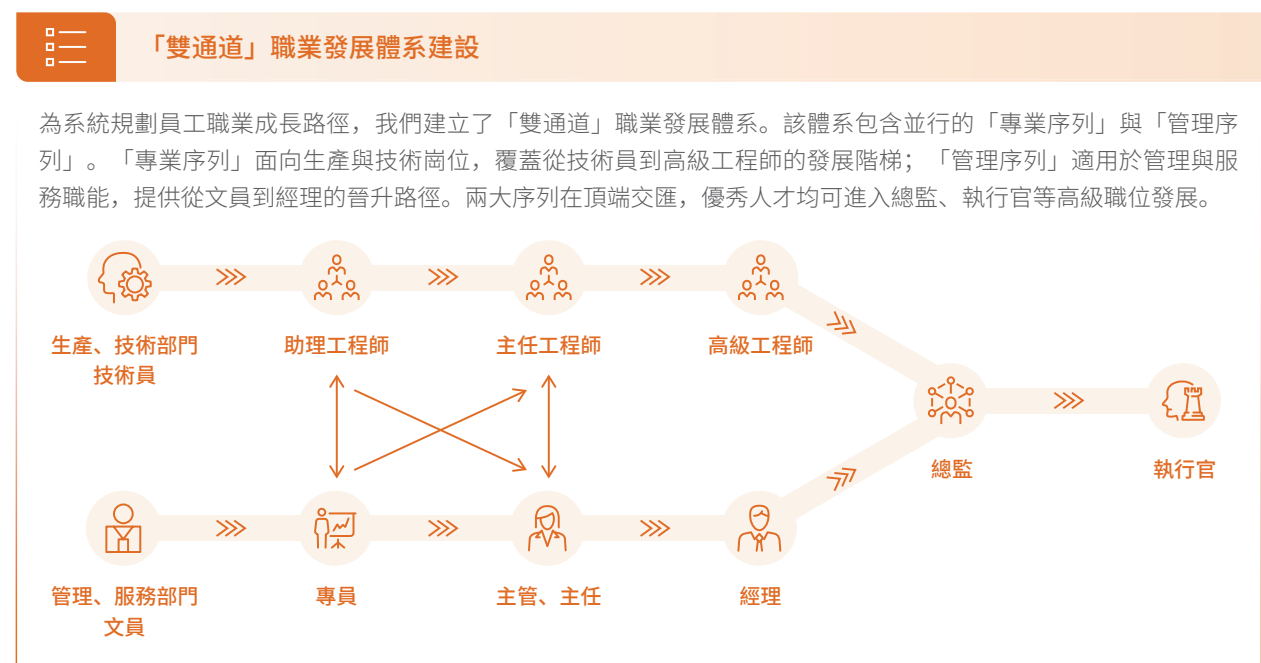 「雙通道」職業發展體系建設
為系統規劃員工職業成長路徑，我們建立了「雙通道」職業發展體系。該體系包含並行的「專業序列」與「管理序
列」。「專業序列」面向生產與技術崗位，覆蓋從技術員到高級工程師的發展階梯；「管理序列」適用於管理與服
務職能，提供從文員到經理的晉升路徑。兩大序列在頂端交匯，優秀人才均可進入總監、執行官等高級職位發展。
生產、技術部門
技術員
助理工程師
主任工程師
高級工程師
總監
執行官
管理、服務部門
文員
專員
主管、主任
經理